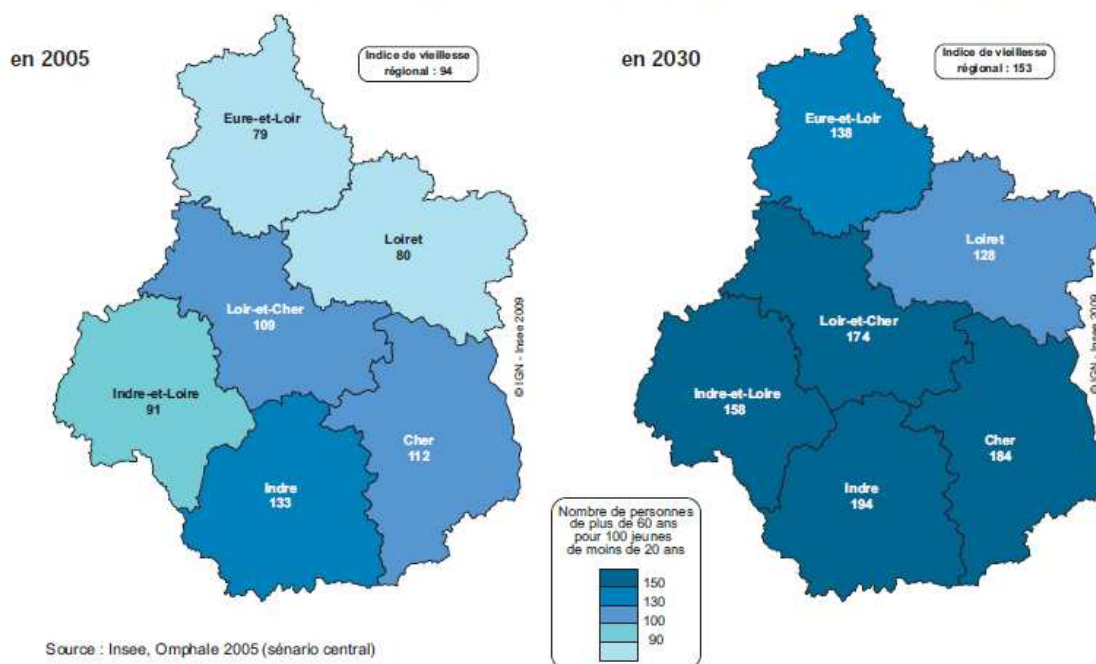 en 2005
Indice de vieillesse
régional : 94
Eure-et-Loir
79
Loiret
80
Loir-et-Cher
109
Indre-et-Loire
91
Cher
112
Indre
133
© IGN - Insee 2009
en 2030
Indice de vieillesse
régional : 153
Eure-et-Loir
138
Loiret
128
Loir-et-Cher
174
Indre-et-Loire
158
Cher
184
Indre
194
© IGN - Insee 2009
Nombre de personnes
de plus de 60 ans
pour 100 jeunes
de moins de 20 ans
150
130
100
90
Source : Insee, Omphale 2005 (sénario central)